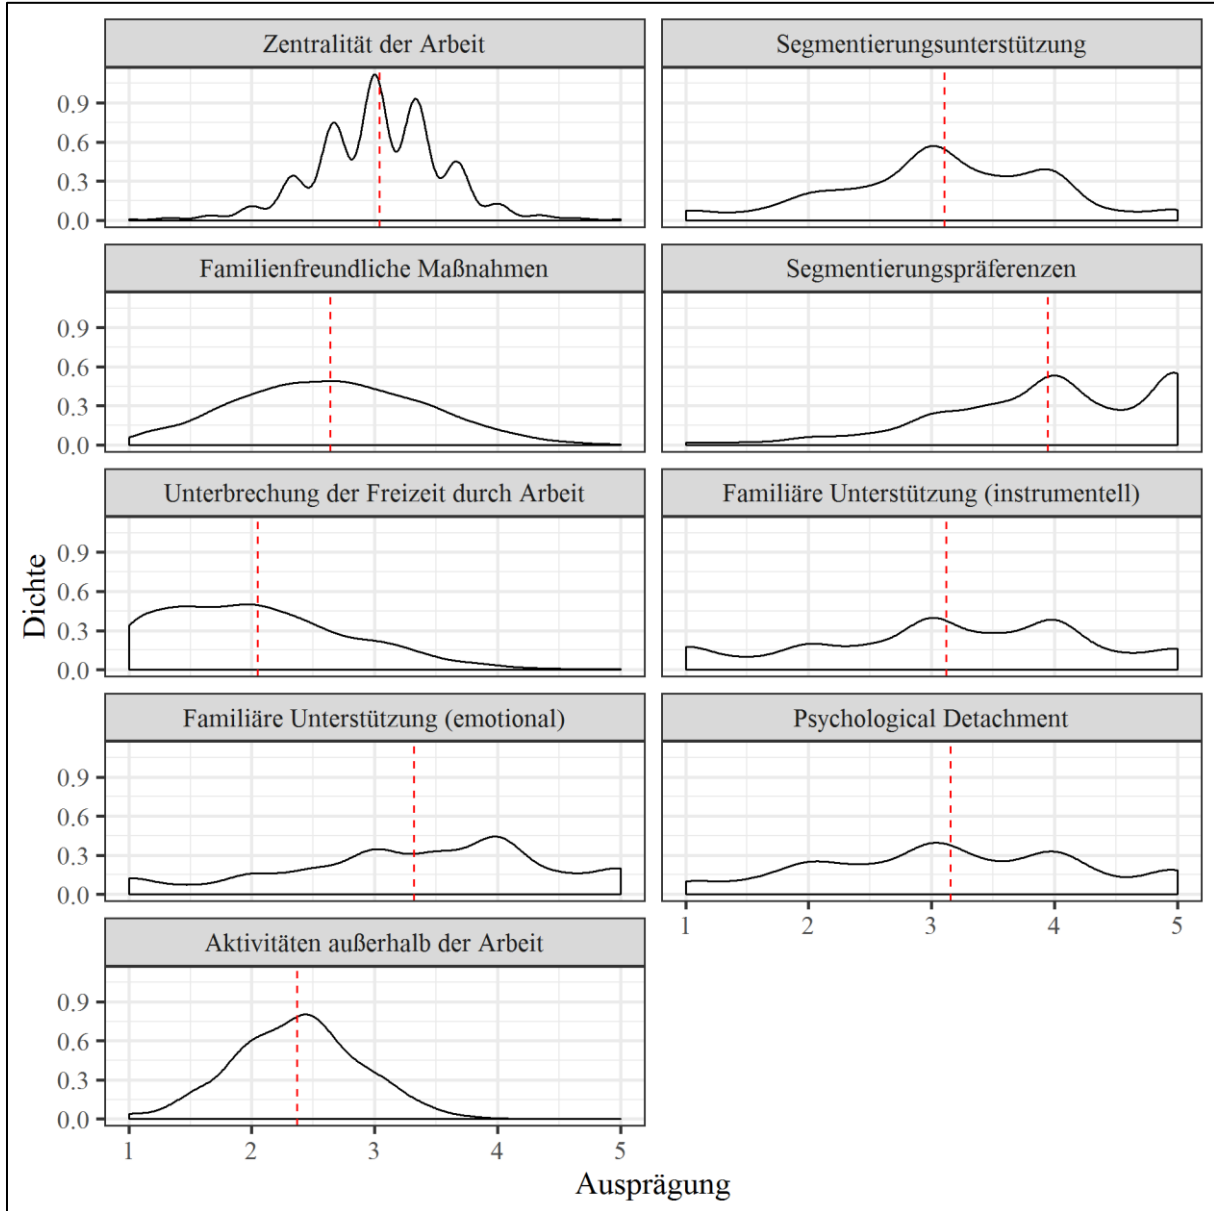 Zentralität der Arbeit
Segmentierungsunterstützung
0.9
0.6
0.3
0.0
Familienfreundliche Maßnahmen
Segmentierungspräferenzen
0.9
0.6
0.3
0.0
Unterbrechung der Freizeit durch Arbeit
Familiäre Unterstützung (instrumentell)
Dichte
0.9
0.6
0.3
0.0
Familiäre Unterstützung (emotional)
Psychological Detachment
0.9
0.6
0.3
0.0
1 2 3 4 5
Aktivitäten außerhalb der Arbeit
0.9
0.6
0.3
0.0
1 2 3 4 5
Ausprägung